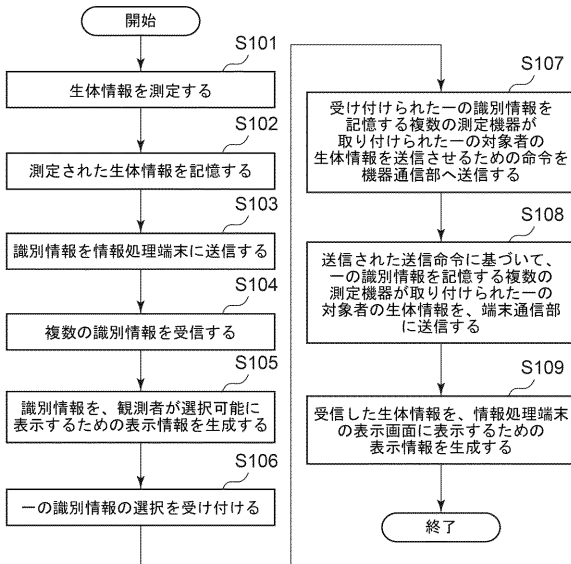 開始
S101
生体情報を測定する
S102
測定された生体情報を記憶する
S103
識別情報を情報処理端末に送信する
S104
複数の識別情報を受信する
S105
識別情報を、観測者が選択可能に
表示するための表示情報を生成する
S106
一の識別情報の選択を受け付ける
S107
受け付けられた一の識別情報を
記憶する複数の測定機器が
取り付けられた一の対象者の
生体情報を送信させるための命令を
機器通信部へ送信する
S108
送信された送信命令に基づいて、
一の識別情報を記憶する複数の
測定機器が取り付けられた一の
対象者の生体情報を、端末通信部
に送信する
S109
受信した生体情報を、情報処理端末
の表示画面に表示するための
表示情報を生成する
終了